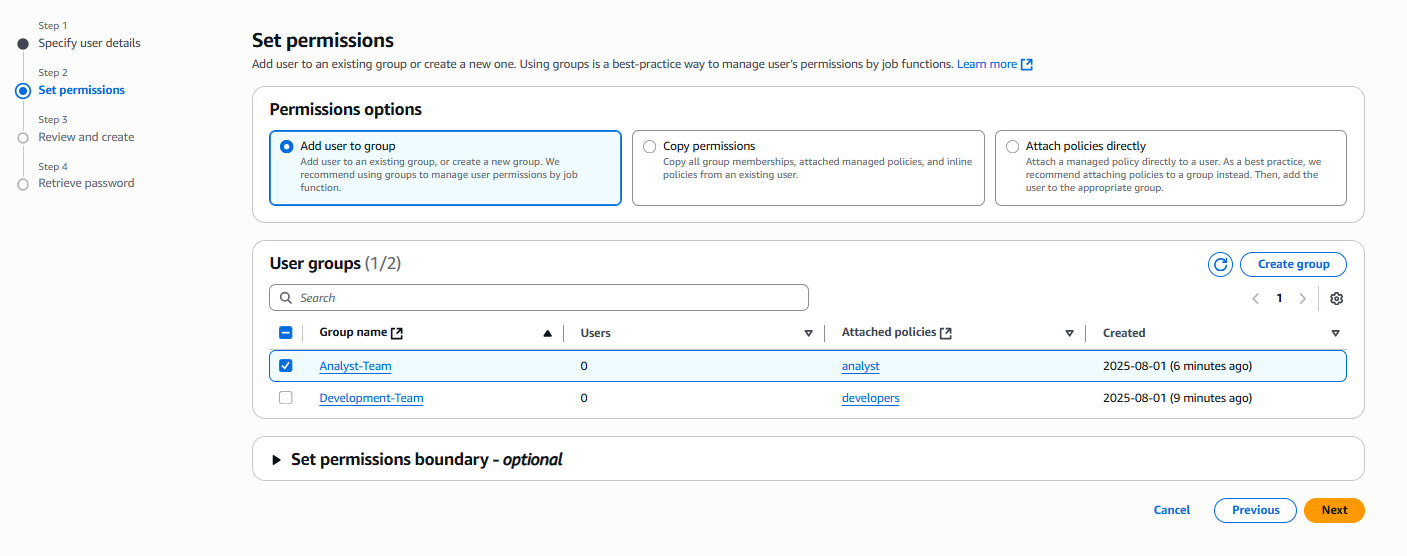 Step 1
Specify user details
Step 2
Set permissions
Step 3
Review and create
Step 4
Retrieve password
Set permissions
Add user to an existing group or create a new one. Using groups is a best-practice way to manage user's permissions by job functions. Learn more
Permissions options
Add user to group
Add user to an existing group, or create a new group. We
recommend using groups to manage user permissions by job
function.
Copy permissions
Copy all group memberships, attached managed policies, and inline
policies from an existing user.
Attach policies directly
Attach a managed policy directly to a user. As a best practice, we
recommend attaching policies to a group instead. Then, add the
user to the appropriate group.
User groups (1/2)
Create group
Search
1
Group name Users Attached policies Created
Analyst-Team 0 analyst 2025-08-01 (6 minutes ago)
Development-Team 0 developers 2025-08-01 (9 minutes ago)
Set permissions boundary - optional
Cancel Previous Next